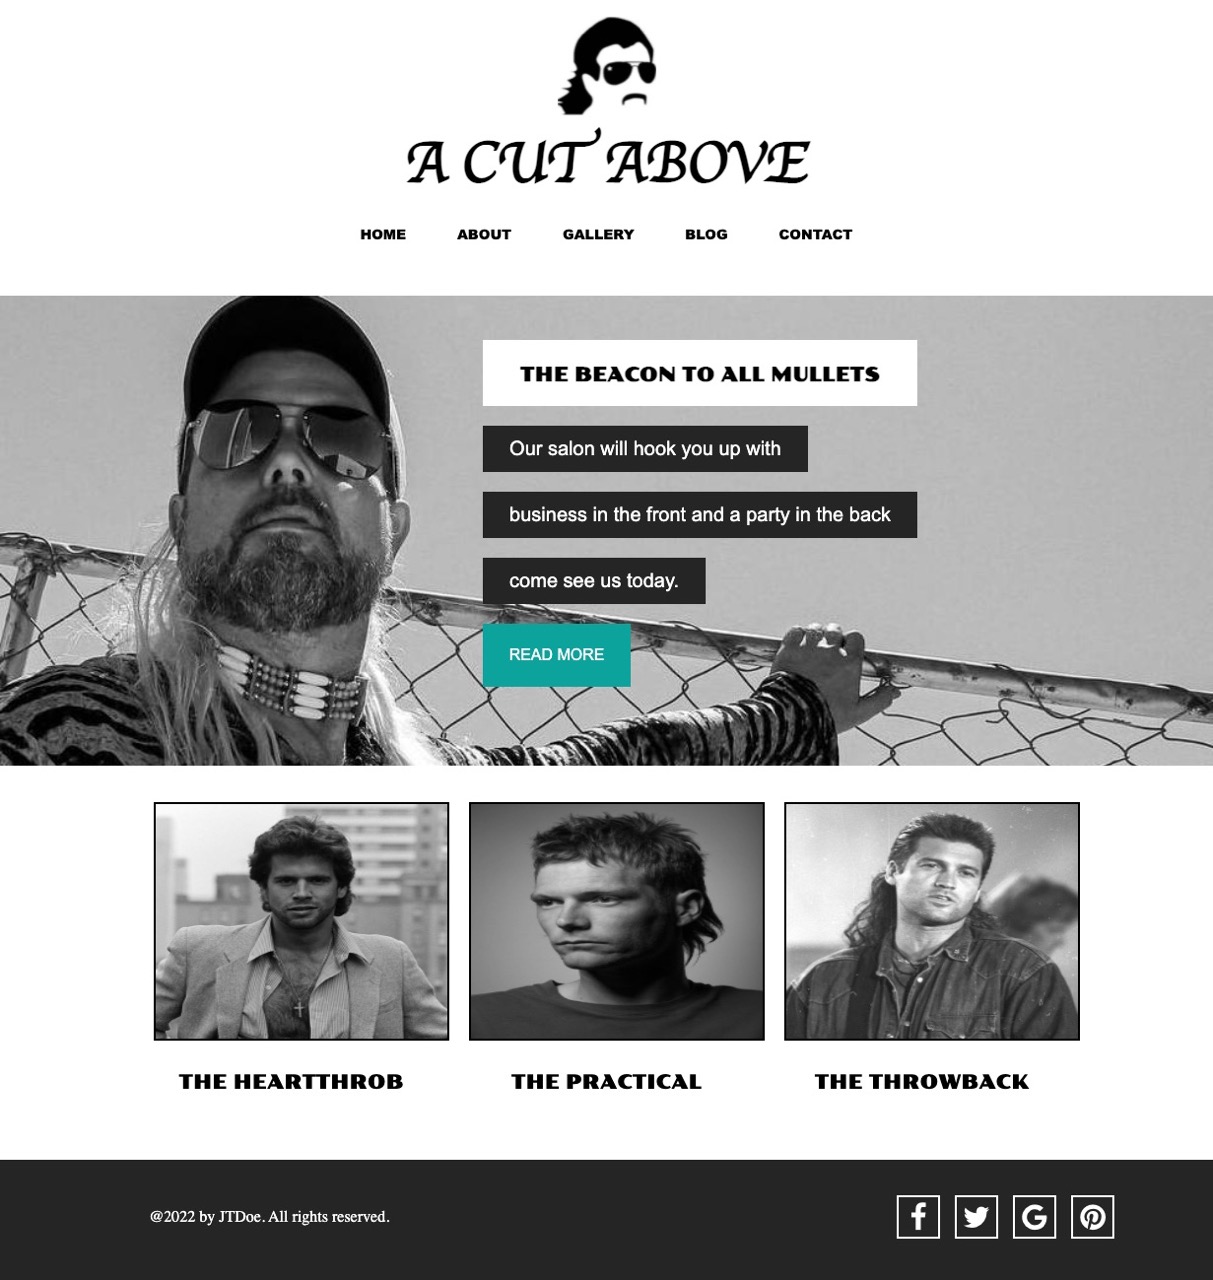 A CUT ABOVE
HOME ABOUT GALLERY BLOG CONTACT
THE BEACON TO ALL MULLETS
Our salon will hook you up with
business in the front and a party in the back
come see us today.
READ MORE
THE HEARTTHROB THE PRACTICAL THE THROWBACK
@2022 by JTDoe. All rights reserved.